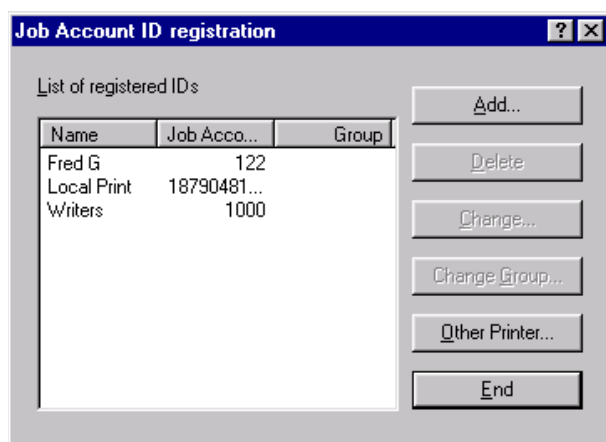 Job Account ID registration
List of registered IDs
Name Job Acco... Group
Fred G 122
Local Print 18790481...
Writers 1000
Add...
Delete
Change...
Change Group...
Other Printer...
End